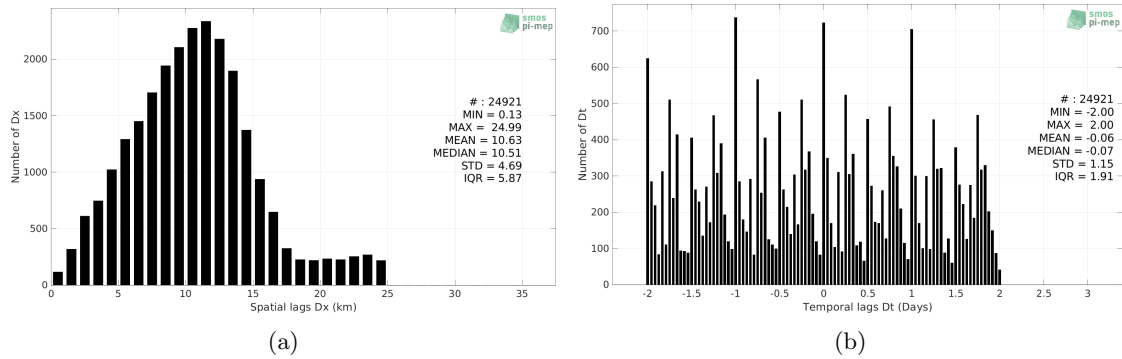 smos
pi-mep
2000
1500
1000
500
0
Number of Dx
# : 24921
MIN = 0.13
MAX = 24.99
MEAN = 10.63
MEDIAN = 10.51
STD = 4.69
IQR = 5.87
0 5 10 15 20 25 30 35
Spatial lags Dx (km)
(a)
smos
pi-mep
700
600
500
400
300
200
100
0
Number of Dt
# : 24921
MIN = -2.00
MAX = 2.00
MEAN = -0.06
MEDIAN = -0.07
STD = 1.15
IQR = 1.91
-2 -1.5 -1 -0.5 0 0.5 1 1.5 2 2.5 3
Temporal lags Dt (Days)
(b)